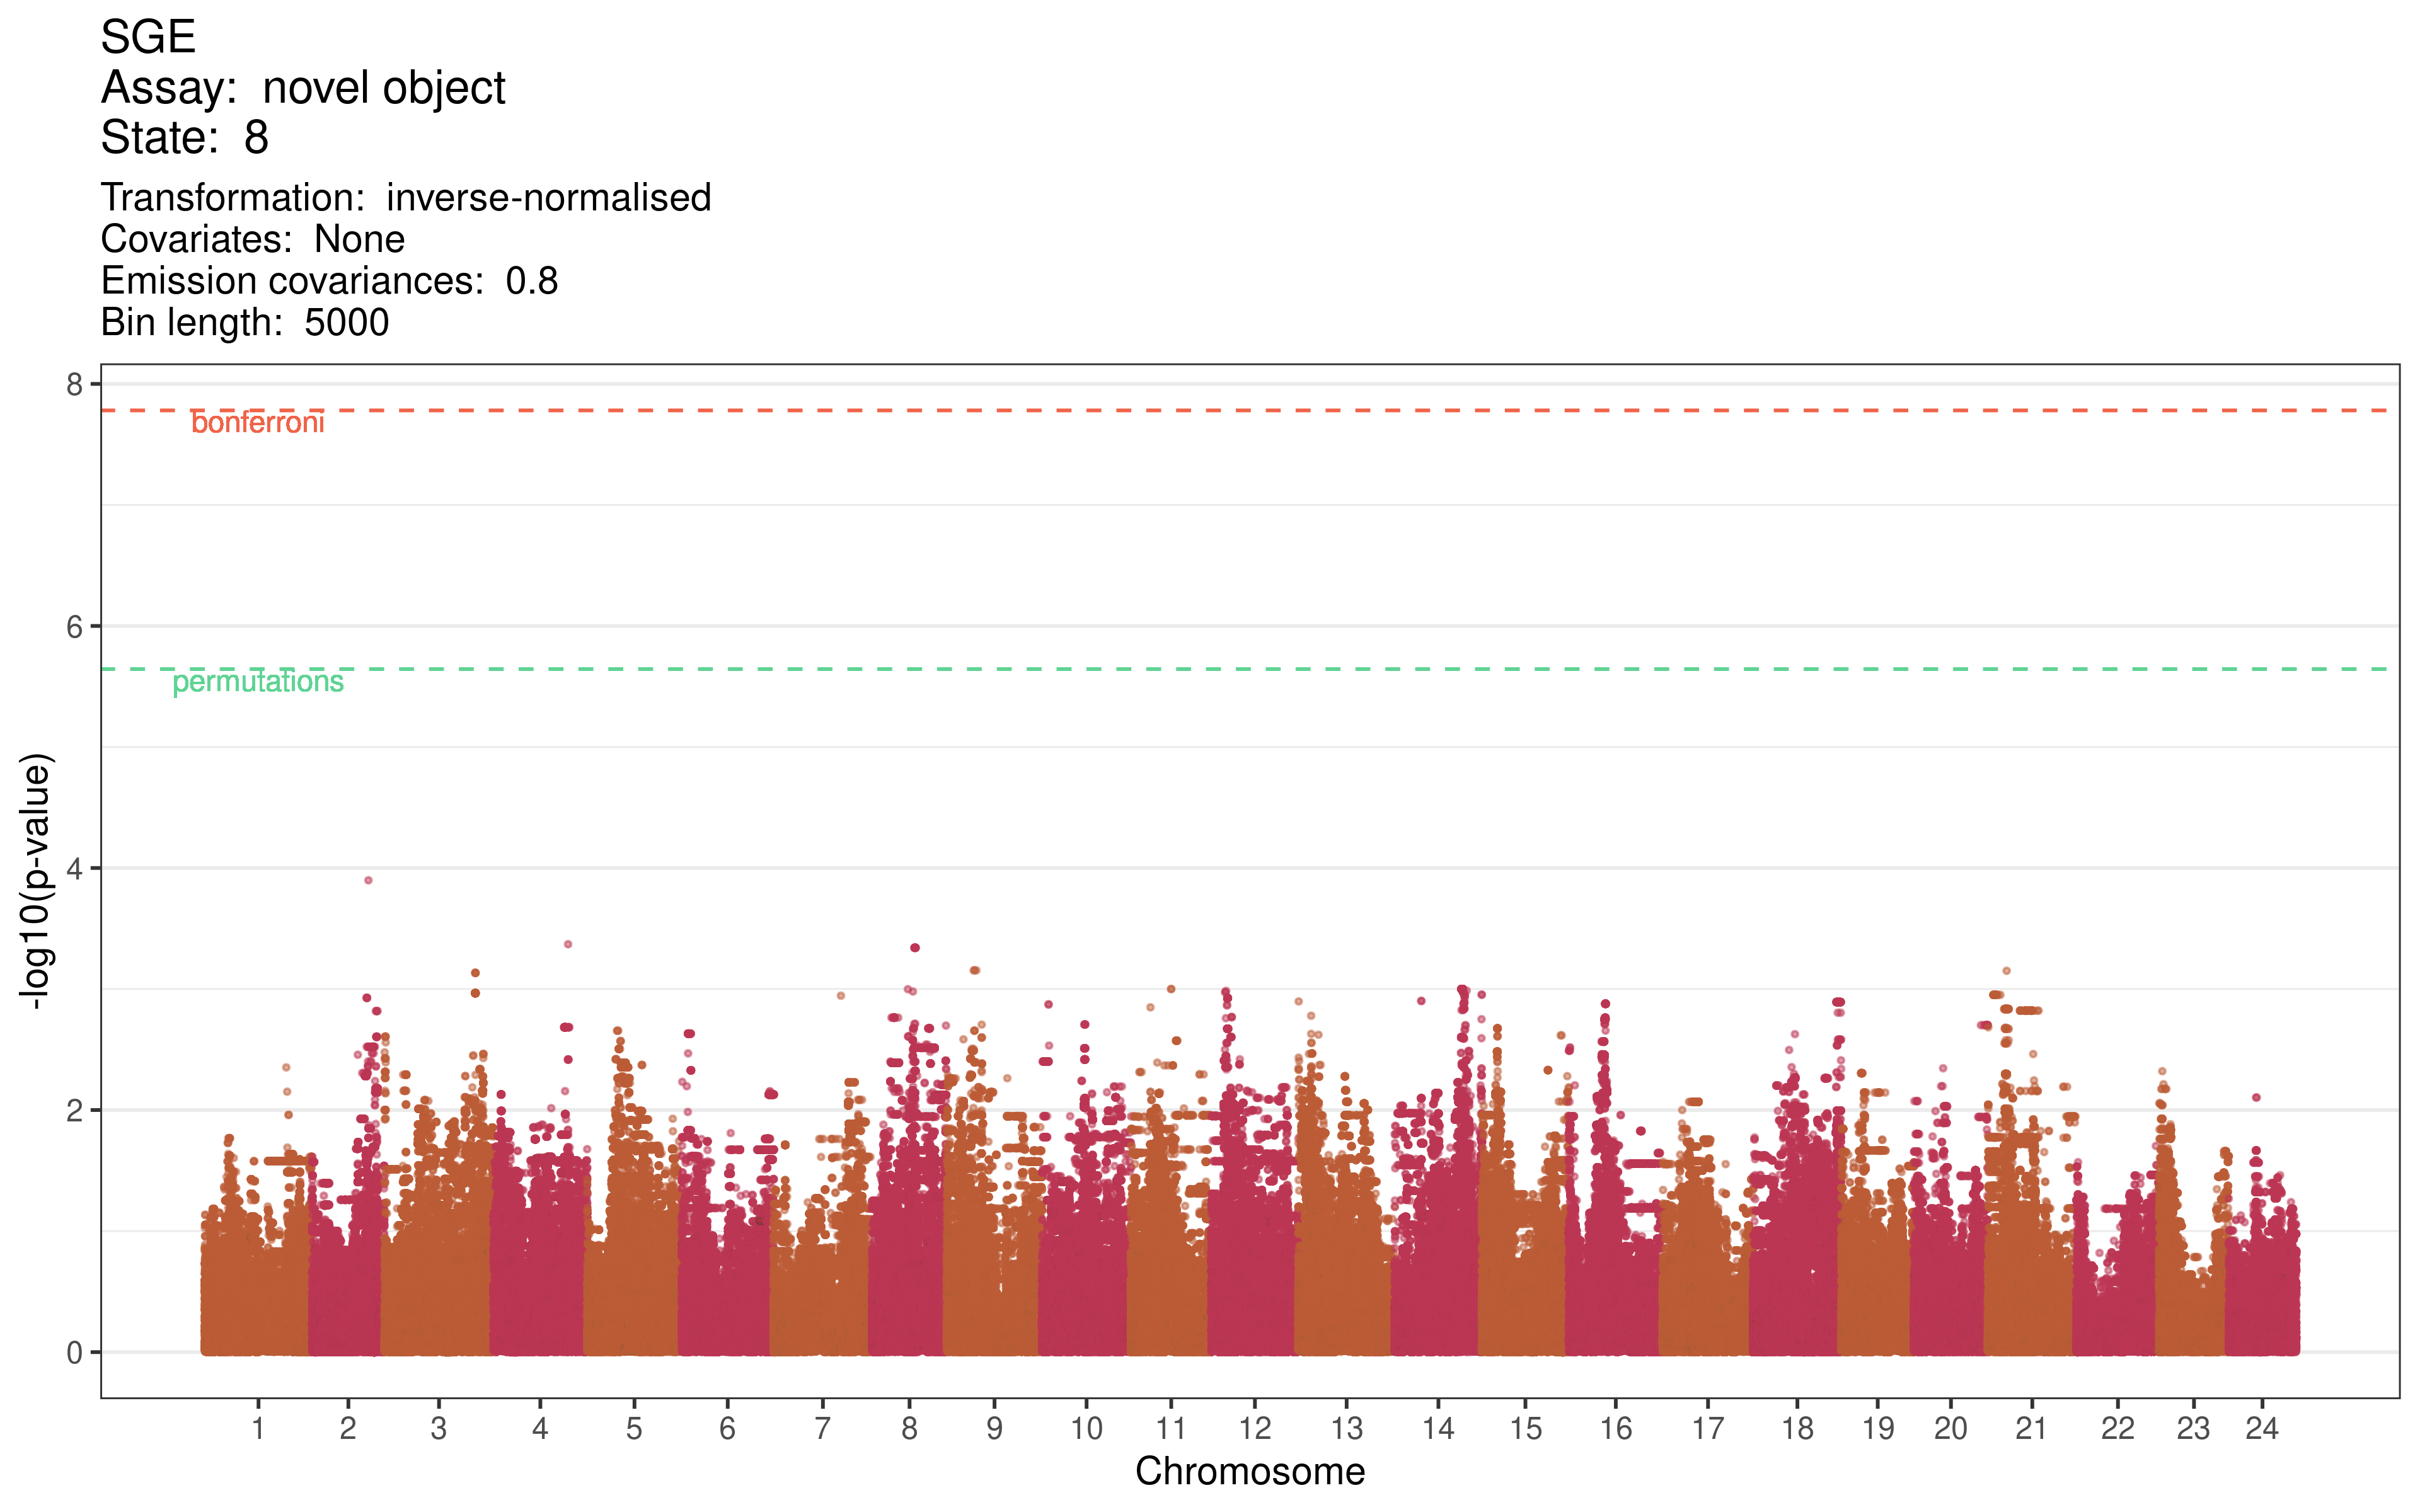 SGE
Assay:  novel object
State:  8
Transformation:  inverse-normalised
Covariates:  None
Emission covariances:  0.8
Bin length:  5000
8
bonferroni
6
permutations
4
2
0
-log10(p-value)
1 2 3 4 5 6 7 8 9 10 11 12 13 14 15 16 17 18 19 20 21 22 23 24
Chromosome